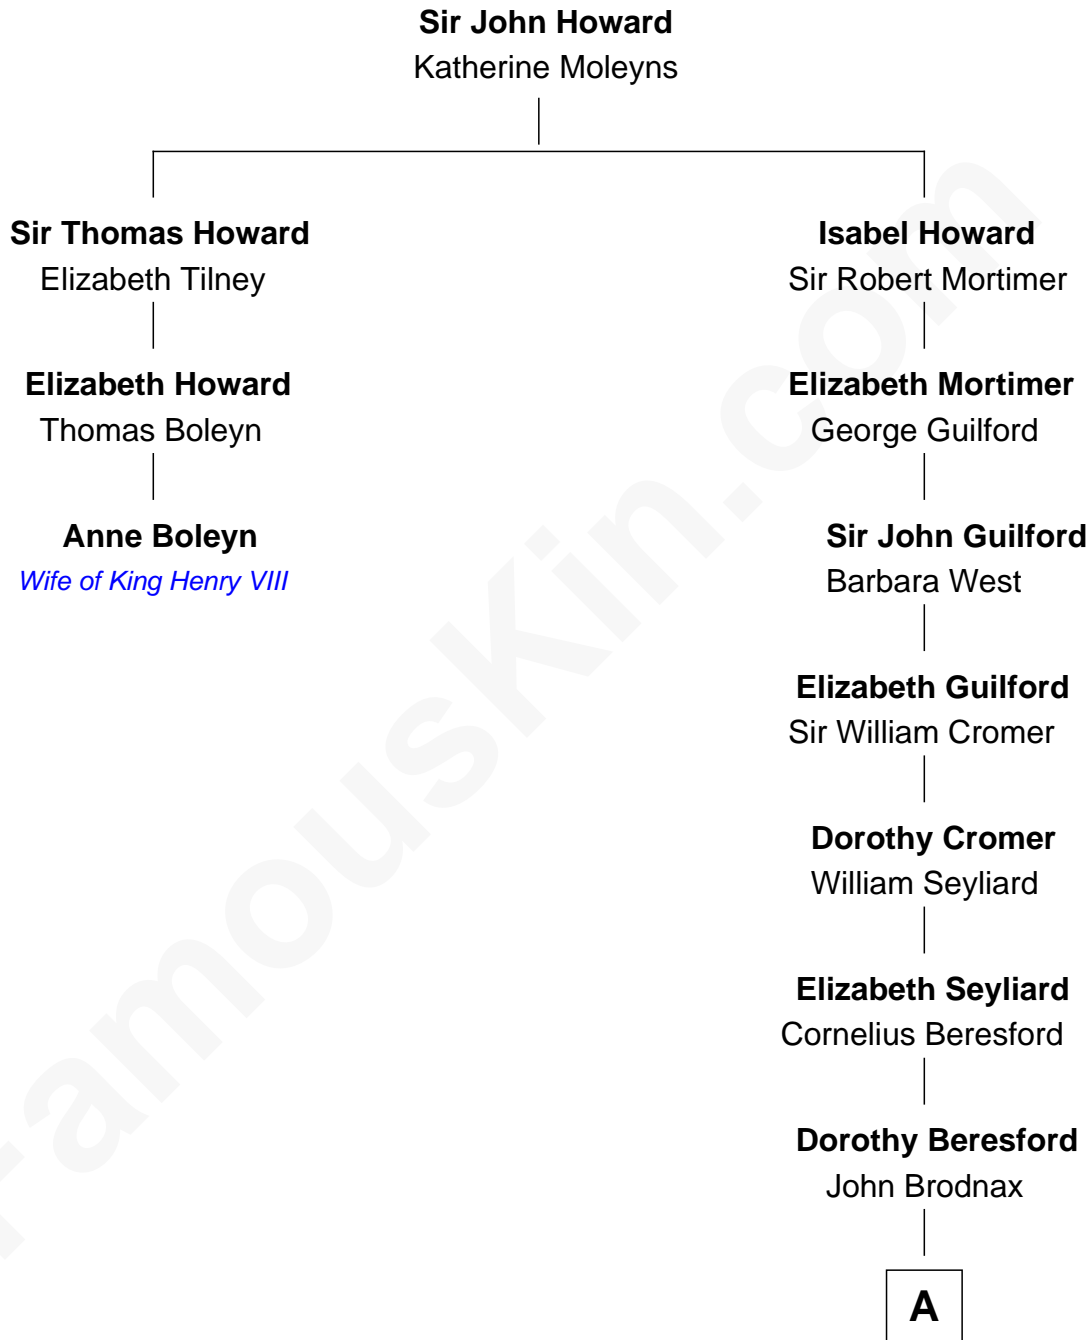 Sir John Howard
Katherine Moleyns
Sir Thomas Howard
Elizabeth Tilney
Isabel Howard
Sir Robert Mortimer
Elizabeth Howard
Thomas Boleyn
Elizabeth Mortimer
George Guilford
Anne Boleyn
Wife of King Henry VIII
Sir John Guilford
Barbara West
Elizabeth Guilford
Sir William Cromer
Dorothy Cromer
William Seyliard
Elizabeth Seyliard
Cornelius Beresford
Dorothy Beresford
John Brodnax
A
FamousKin.com